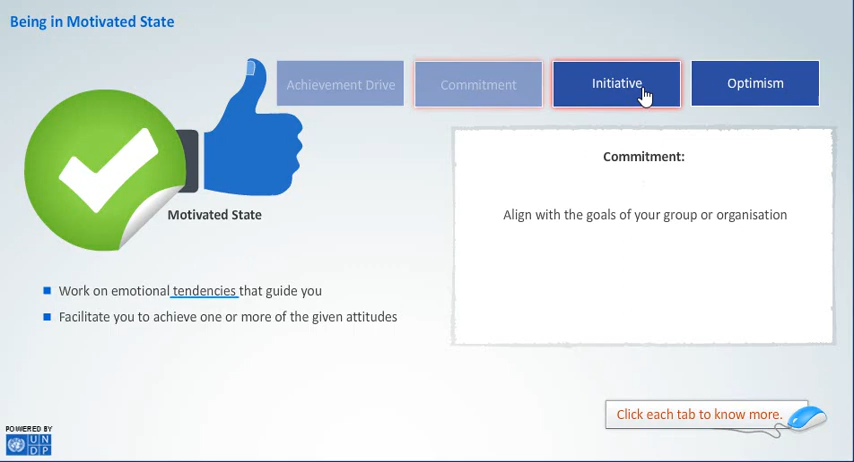 Being in Motivated State
Achievement Drive
Commitment
Initiative
Optimism
Commitment:
Align with the goals of your group or organisation
Motivated State
Work on emotional tendencies that guide you
Facilitate you to achieve one or more of the given attitudes
Click each tab to know more.
POWERED BY
U N
D P